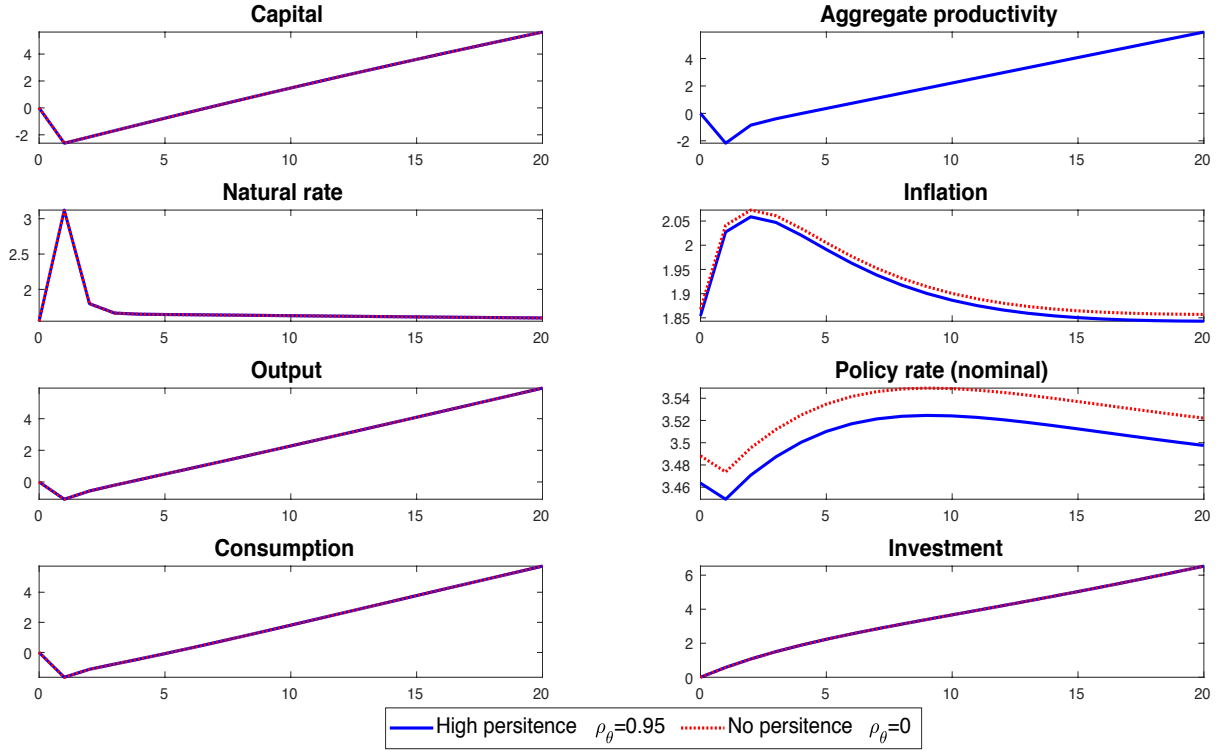 Capital
4
2
0
-2
0 5 10 15 20
Aggregate productivity
4
2
0
-2
0 5 10 15 20
Natural rate
3
2
0 5 10 15 20
Inflation
2.05
2
1.95
1.9
1.85
0 5 10 15 20
Output
4
2
0
0 5 10 15 20
Policy rate (nominal)
3.54
3.52
3.5
3.48
3.46
0 5 10 15 20
Consumption
4
2
0
0 5 10 15 20
Investment
6
4
2
0
0 5 10 15 20
High persitence ρθ=0.95 No persitence ρθ=0